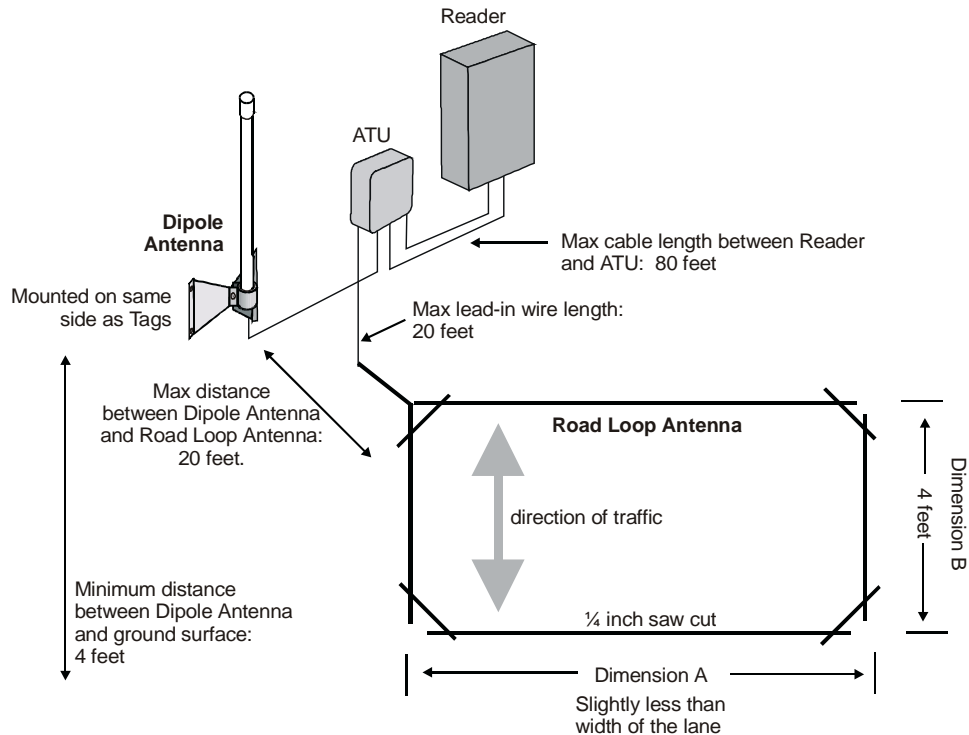 Reader
ATU
Dipole
Antenna
Mounted on same
side as Tags
Max cable length between Reader
and ATU: 80 feet
Max lead-in wire length:
20 feet
Max distance
between Dipole Antenna
and Road Loop Antenna:
20 feet.
Road Loop Antenna
direction of traffic
4 feet
Dimension B
Minimum distance
between Dipole Antenna
and ground surface:
4 feet
¼ inch saw cut
Dimension A
Slightly less than
width of the lane